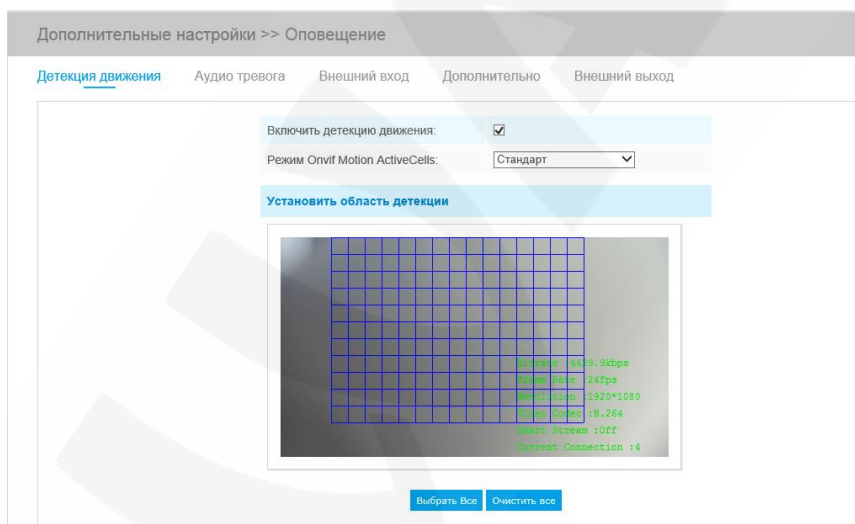 Дополнительные настройки >> Оповещение
Детекция движения Аудио тревога Внешний вход Дополнительно Внешний выход
Включить детекцию движения:
Режим Onvif Motion ActiveCells: Стандарт
Установить область детекции
Bitrate :4429.9kbps
Frame Rate :24fps
Resolution :1920*1080
Video Codec :H.264
Smart Stream :Off
Current Connection :4
Выбрать Все Очистить все